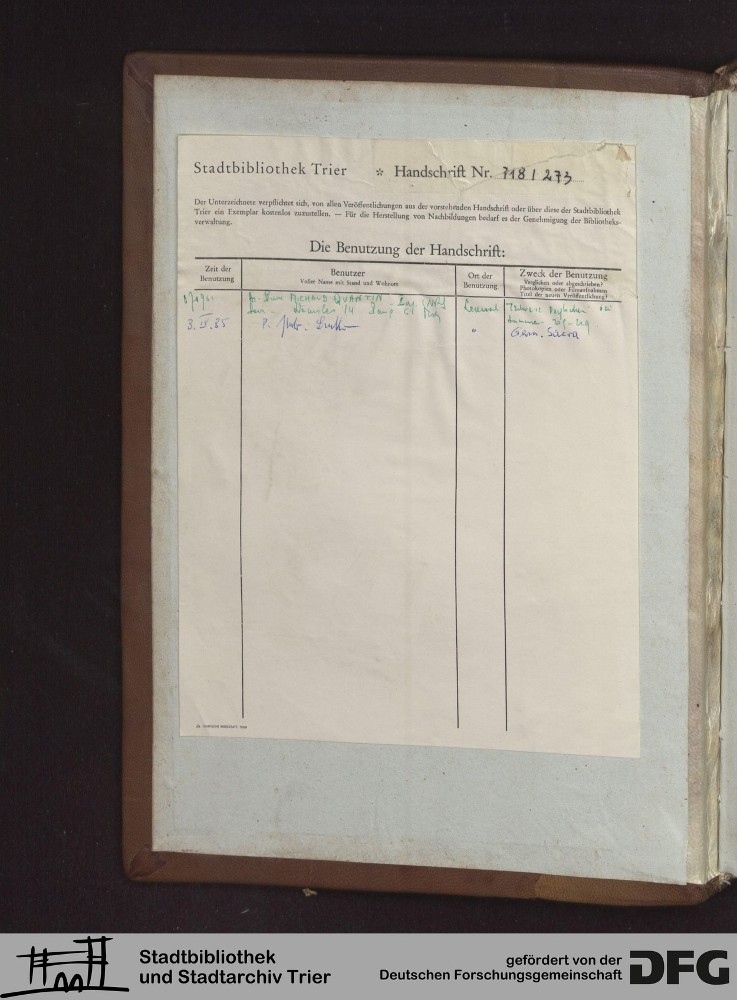 Stadtbibliothek Trier * Handschrift Nr. 718 / 273
Der Unterzeichnete verpflichtet sich, von allen Veröffentlichungen aus der vorstehenden Handschrift oder über diese der Stadtbibliothek
Trier ein Exemplar kostenlos zuzustellen. — Für die Herstellung von Nachbildungen bedarf es der Genehmigung der Bibliotheks-
verwaltung.
Die Benutzung der Handschrift:
Zeit der
Benutzung
Benutzer
Voller Name mit Stand und Wohnort
Ort der
Benutzung
Zweck der Benutzung
Verglichen oder abgeschrieben?
Photokopien oder Filmaufnahmen
Titel der neuen Veröffentlichung?
MICHAUD QUANTIN
3. IV. 85 P.
Stadtbibliothek
und Stadtarchiv Trier
gefördert von der
Deutschen Forschungsgemeinschaft
DFG